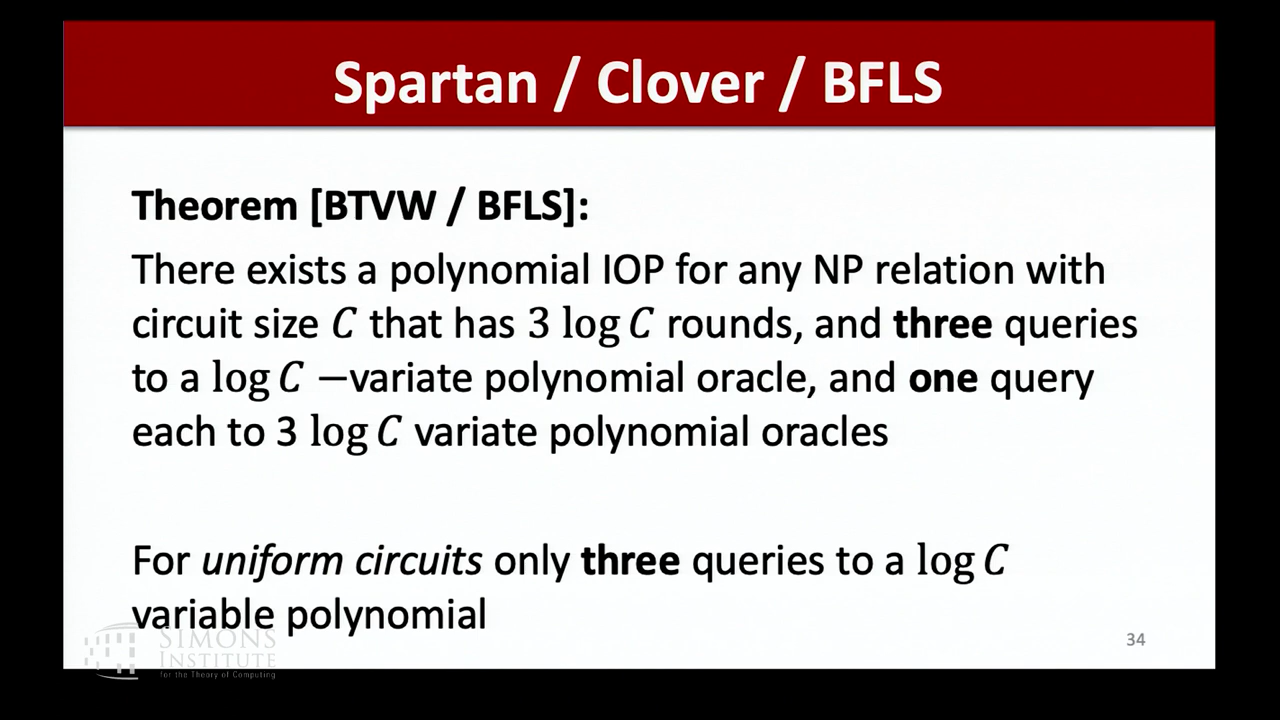 Spartan / Clover / BFLS
Theorem [BTVW / BFLS]:
There exists a polynomial IOP for any NP relation with
circuit size C that has 3 log C rounds, and three queries
to a log C −variate polynomial oracle, and one query
each to 3 log C variate polynomial oracles
For uniform circuits only three queries to a log C
variable polynomial
SIMONS
INSTITUTE
for the Theory of Computing
34